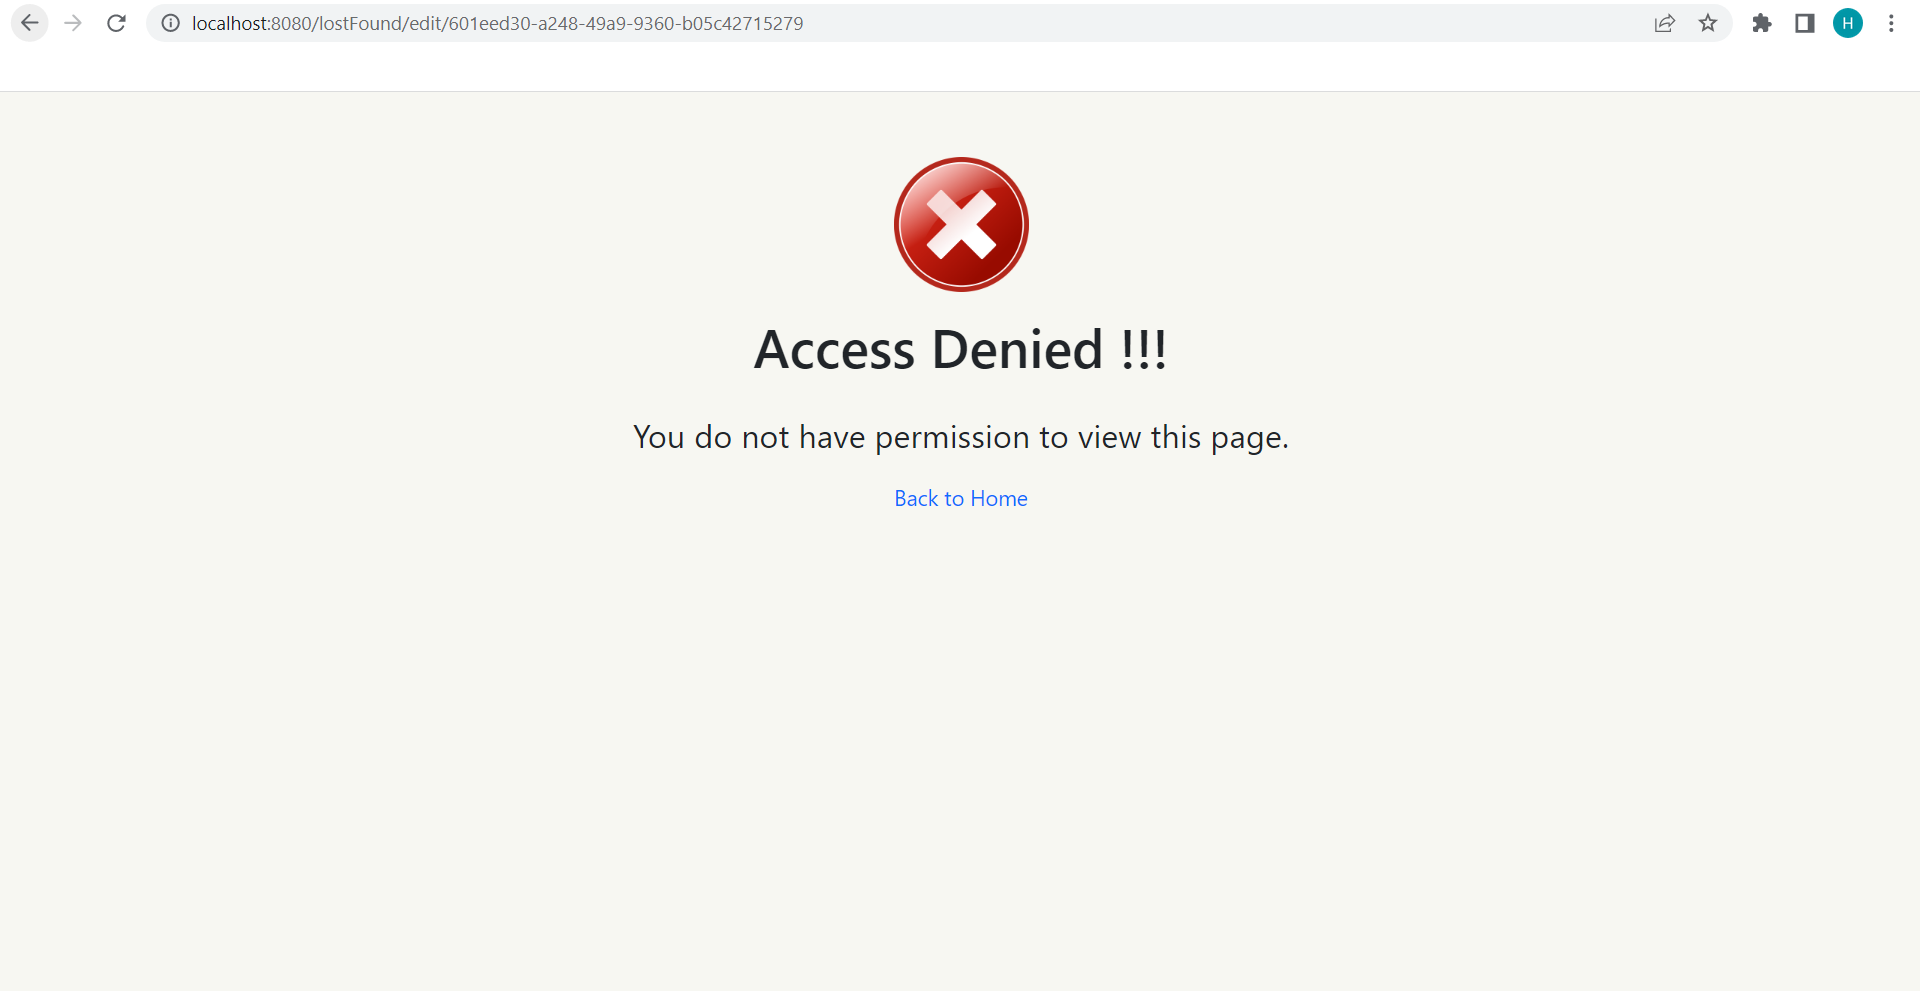 localhost:8080/lostFound/edit/601eed30-a248-49a9-9360-b05c42715279
H
Access Denied !!!
You do not have permission to view this page.
Back to Home